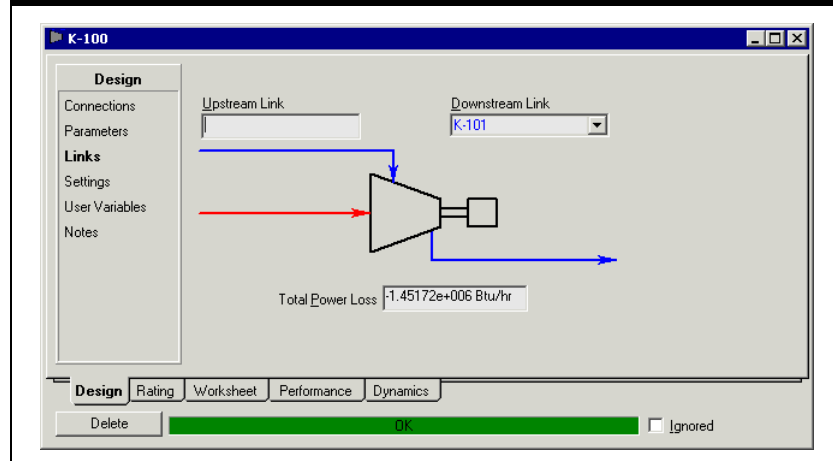 K-100
Design
Connections
Parameters
Links
Settings
User Variables
Notes
Upstream Link
Downstream Link
K-101
Total Power Loss -1.45172e+006 Btu/hr
Design Rating Worksheet Performance Dynamics
Delete OK Ignored